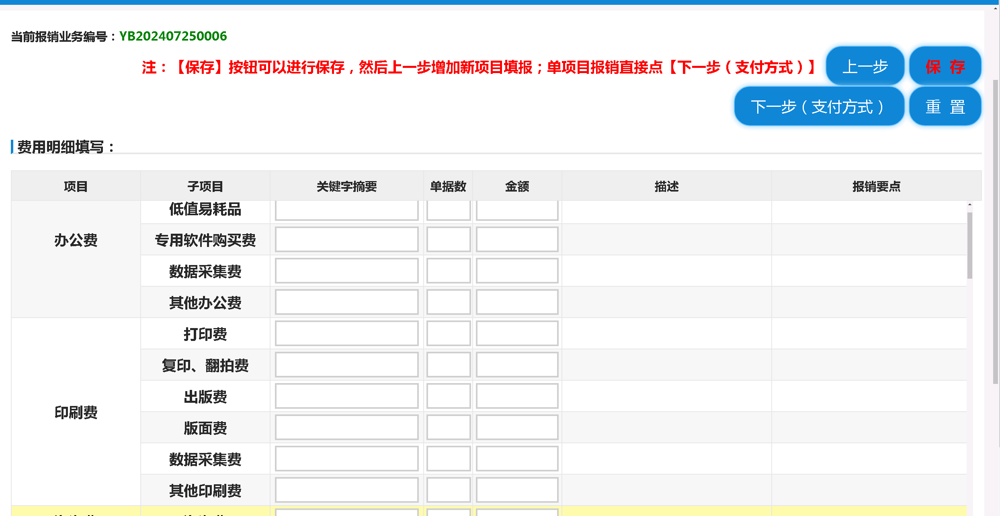 当前报销业务编号：YB202407250006
注：【保存】按钮可以进行保存，然后上一步增加新项目填报；单项目报销直接点【下一步（支付方式）】 上一步 保 存
下一步（支付方式） 重 置
费用明细填写：
项目 子项目 关键字摘要 单据数 金额 描述 报销要点
低值易耗品
办公费 专用软件购买费
数据采集费
其他办公费
打印费
复印、翻拍费
出版费
印刷费
版面费
数据采集费
其他印刷费